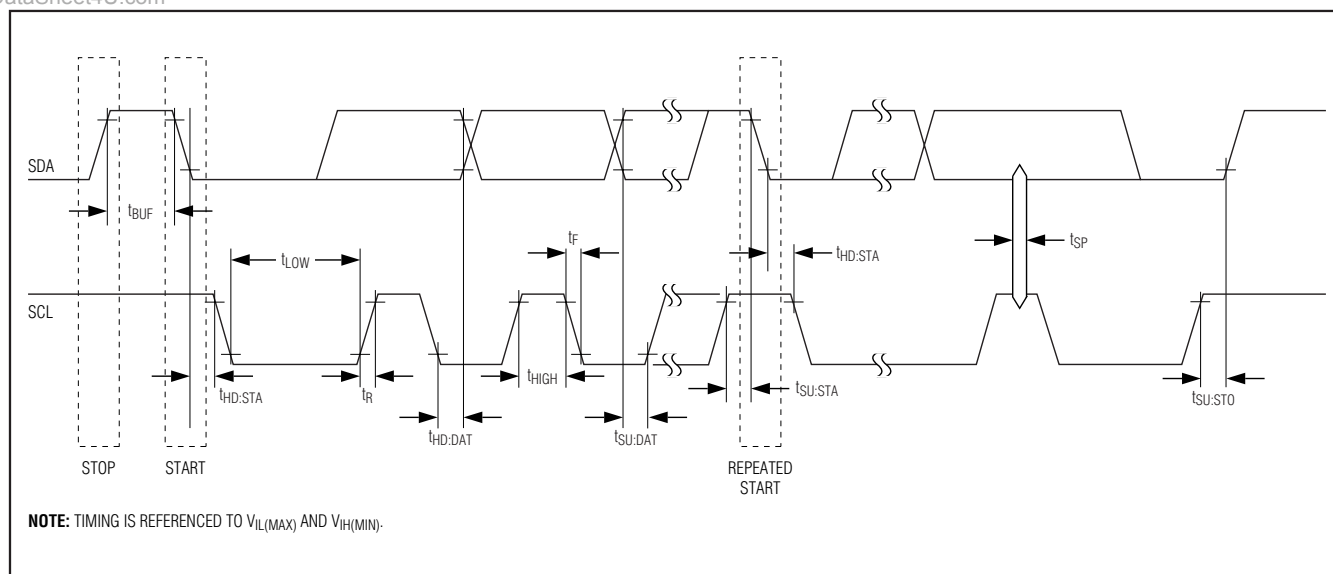 SDA
tBUF
tF
tSP
tHD:STA
tLOW
SCL
tHD:STA
tR
tHIGH
tSU:STA
tSU:STO
tHD:DAT
tSU:DAT
STOP
START
REPEATED
START
NOTE: TIMING IS REFERENCED TO VIL(MAX) AND VIH(MIN).